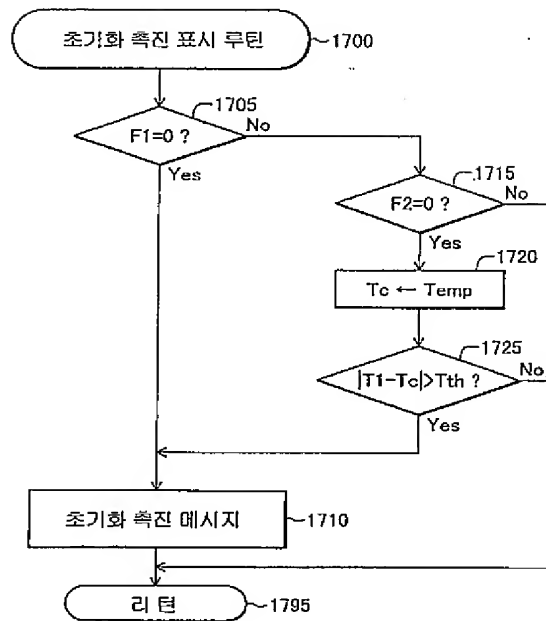 초기화 촉진 표시 루틴
1700
1705
F1=0 ?
No
Yes
1715
F2=0 ?
No
Yes
1720
Tc ← Temp
1725
|T1-Tc|>Tth ?
No
Yes
초기화 촉진 메시지
1710
리 턴
1795